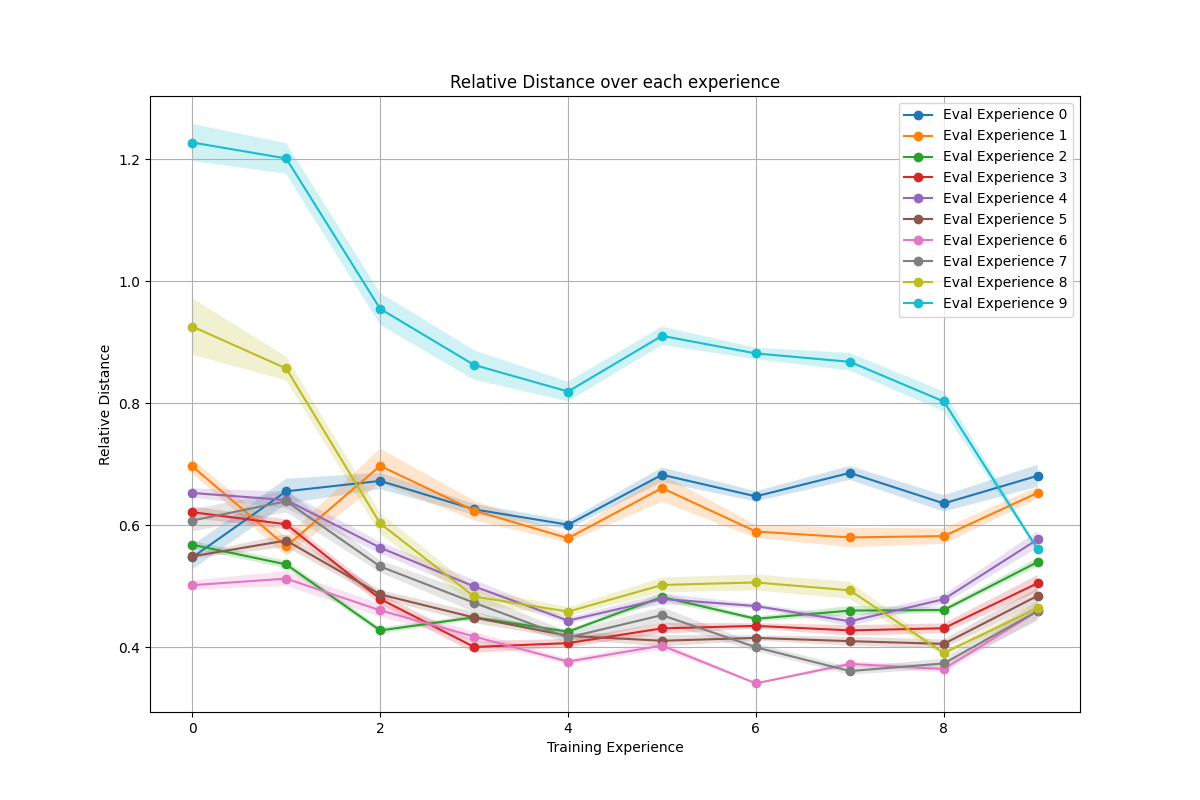 Relative Distance over each experience
Eval Experience 0
Eval Experience 1
Eval Experience 2
Eval Experience 3
Eval Experience 4
Eval Experience 5
Eval Experience 6
Eval Experience 7
Eval Experience 8
Eval Experience 9
Relative Distance
1.2
1.0
0.8
0.6
0.4
0 2 4 6 8
Training Experience